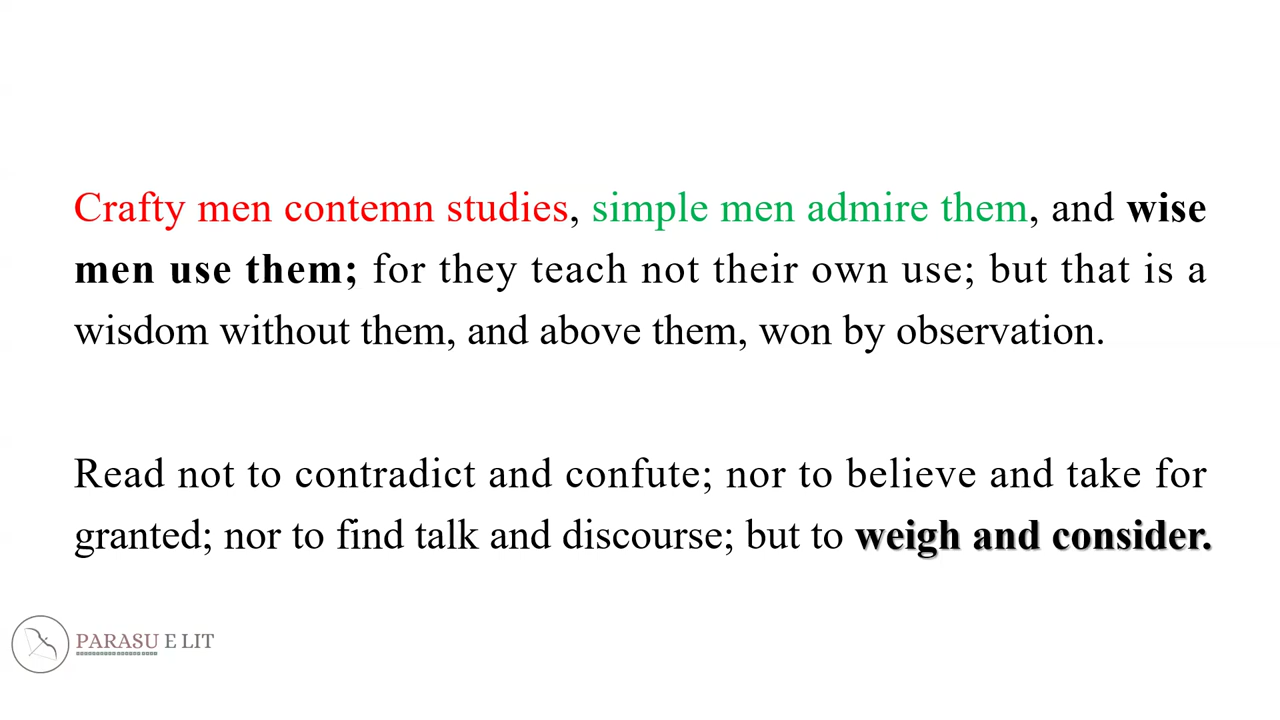 Crafty men contemn studies, simple men admire them, and wise
men use them; for they teach not their own use; but that is a
wisdom without them, and above them, won by observation.
Read not to contradict and confute; nor to believe and take for
granted; nor to find talk and discourse; but to weigh and consider.
PARASU E LIT